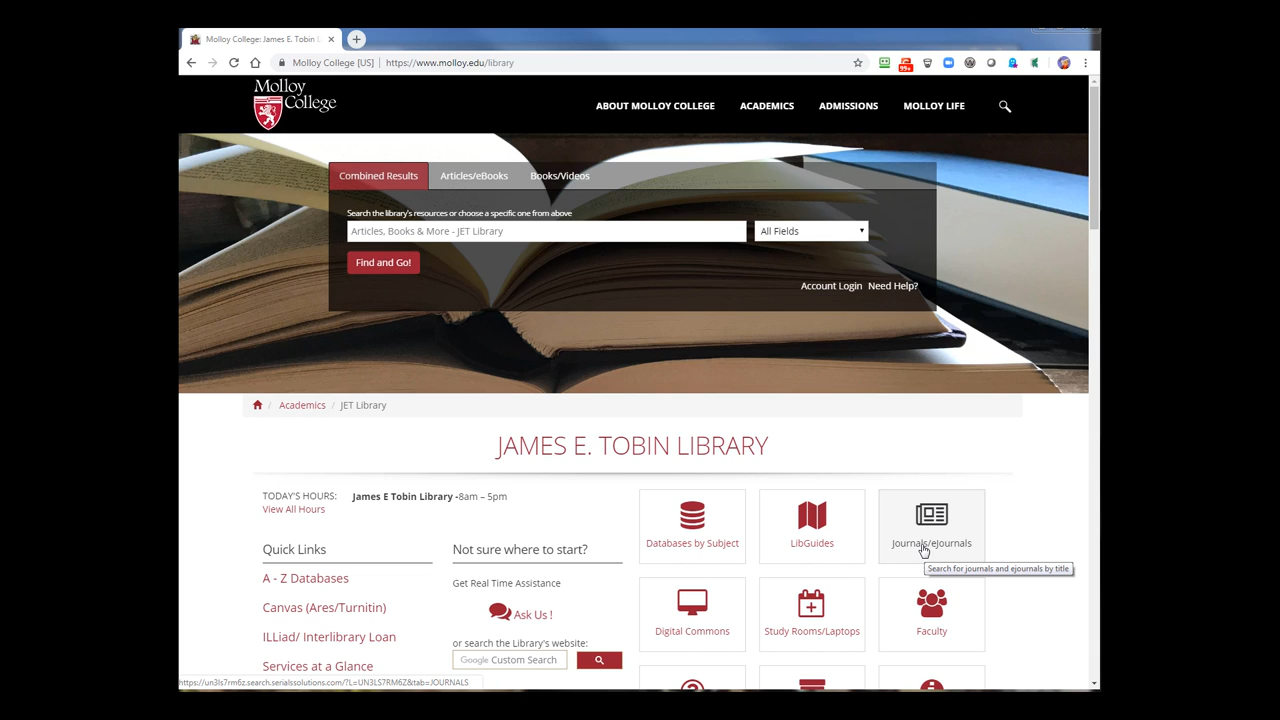 Molloy College: James E. Tobin L
Molloy College [US] | https://www.molloy.edu/library
99+
Molloy College
ABOUT MOLLOY COLLEGE
ACADEMICS
ADMISSIONS
MOLLOY LIFE
Combined Results
Articles/eBooks
Books/Videos
Search the library's resources or choose a specific one from above
Articles, Books & More - JET Library
All Fields
Find and Go!
Account Login Need Help?
/ Academics / JET Library
JAMES E. TOBIN LIBRARY
TODAY'S HOURS: James E Tobin Library -8am – 5pm
View All Hours
Quick Links
A - Z Databases
Canvas (Ares/Turnitin)
ILLiad/ Interlibrary Loan
Services at a Glance
Not sure where to start?
Get Real Time Assistance
Ask Us !
or search the Library's website:
Google Custom Search
Databases by Subject
LibGuides
Journals/eJournals
Search for journals and ejournals by title
Digital Commons
Study Rooms/Laptops
Faculty
https://un3ls7rm6z.search.serialssolutions.com/?L=UN3LS7RM6Z&tab=JOURNALS